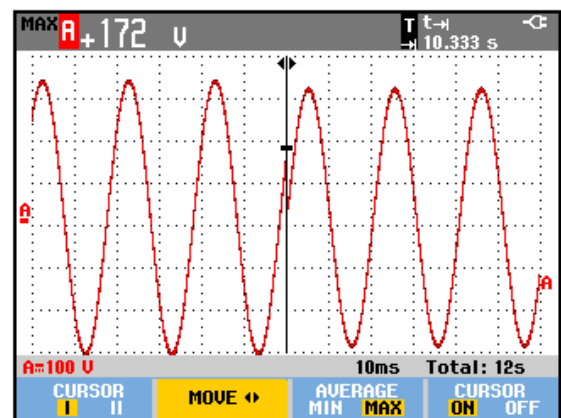 MAX A +172 V
T t
10.333 s
A
A
A=100 V 10ms Total: 12s
CURSOR I II
MOVE
AVERAGE MIN MAX
CURSOR ON OFF